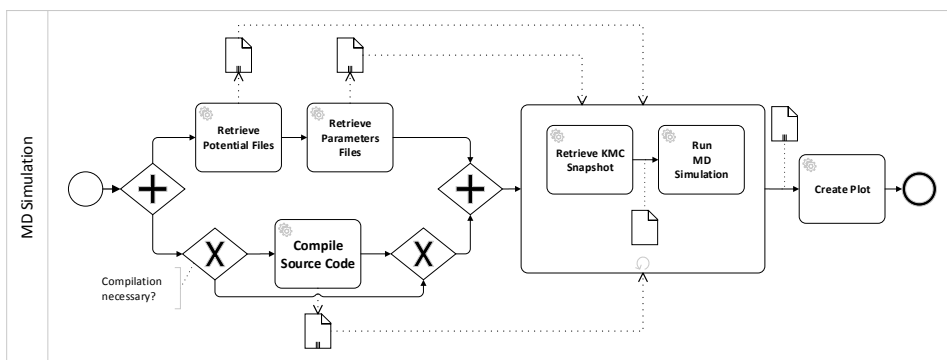 MD Simulation
Retrieve
Potential Files
Retrieve
Parameters
Files
Retrieve KMC
Snapshot
Run
MD
Simulation
Create Plot
X
Compile
Source Code
X
Compilation
necessary?